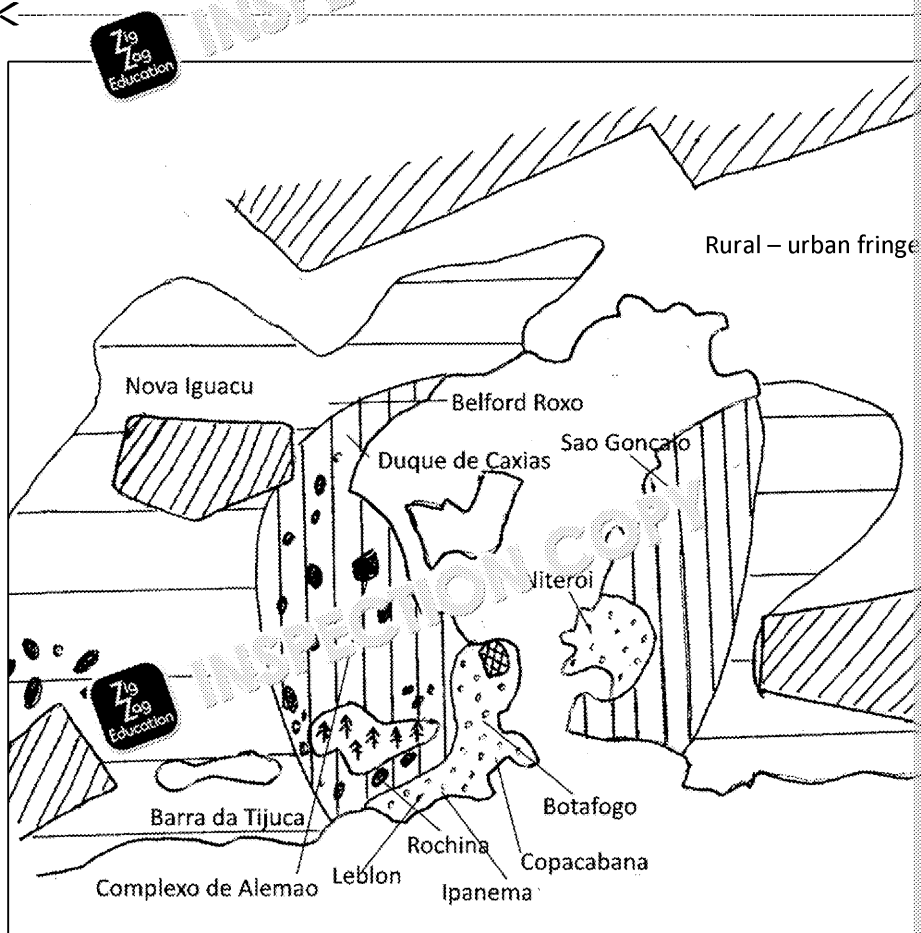 Zig
Zag
Education
INSPE
Rural – urban fringe
Nova Iguacu
Belford Roxo
Sao Goncalo
Duque de Caxias
INSPECTION COPY
Niteroi
Zig
Zag
Education
Barra da Tijuca
Botafogo
Rochina
Copacabana
Leblon
Complexo de Alemao
Ipanema